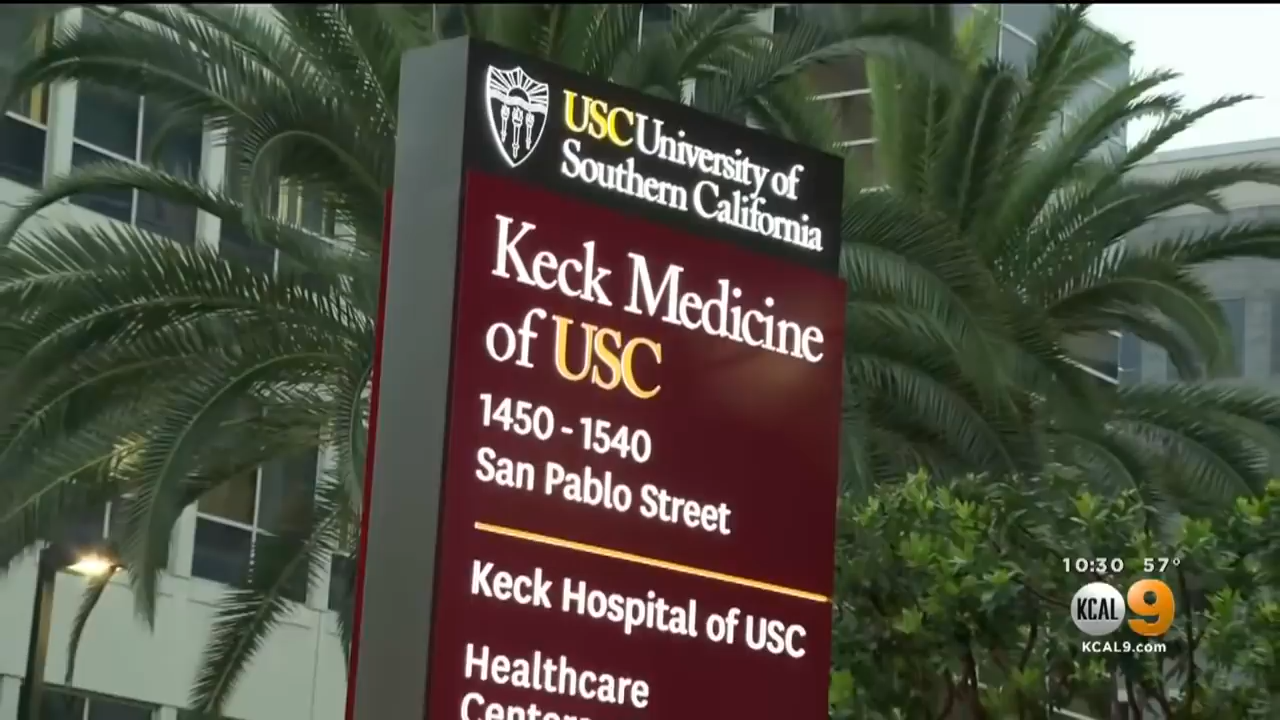 USC University of
Southern California
Keck Medicine
of USC
1450 - 1540
San Pablo Street
Keck Hospital of USC
Healthcare
Center
10:30 57°
KCAL 9
KCAL9.com